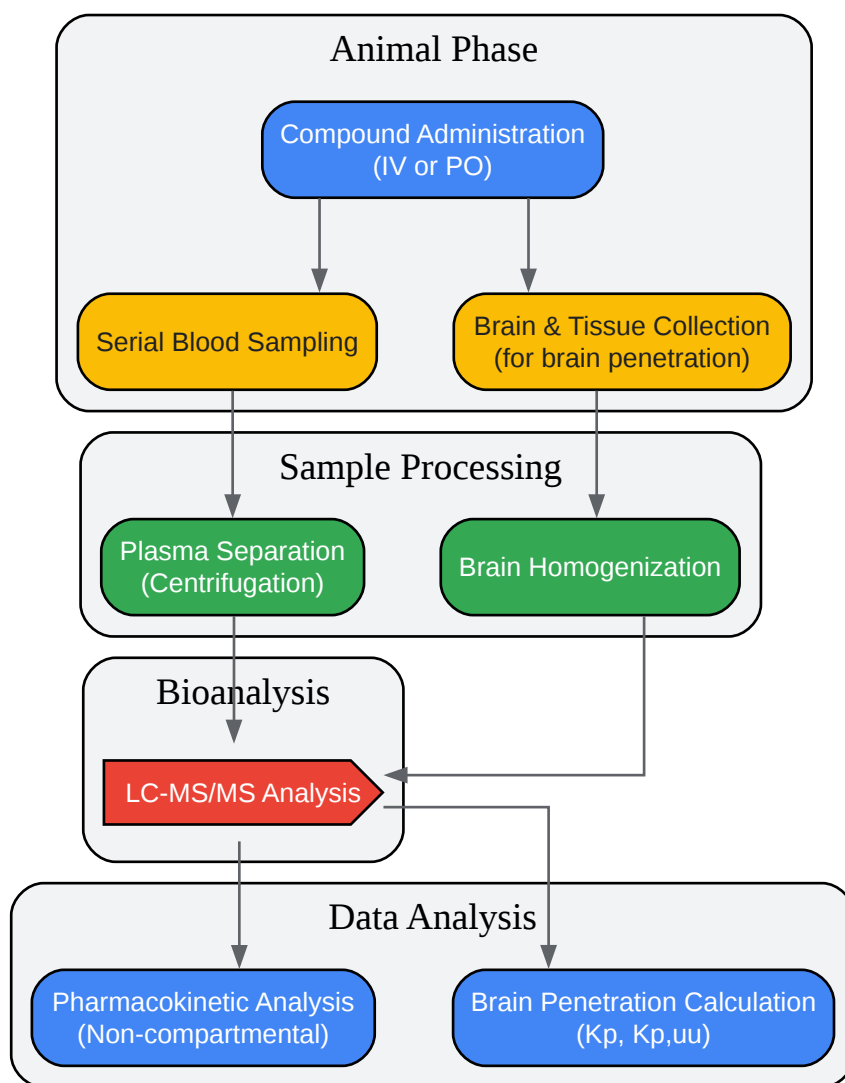 Animal Phase
Compound Administration
(IV or PO)
Serial Blood Sampling
Brain & Tissue Collection
(for brain penetration)
Sample Processing
Plasma Separation
(Centrifugation)
Brain Homogenization
Bioanalysis
LC-MS/MS Analysis
Data Analysis
Pharmacokinetic Analysis
(Non-compartmental)
Brain Penetration Calculation
(Kp, Kp,uu)